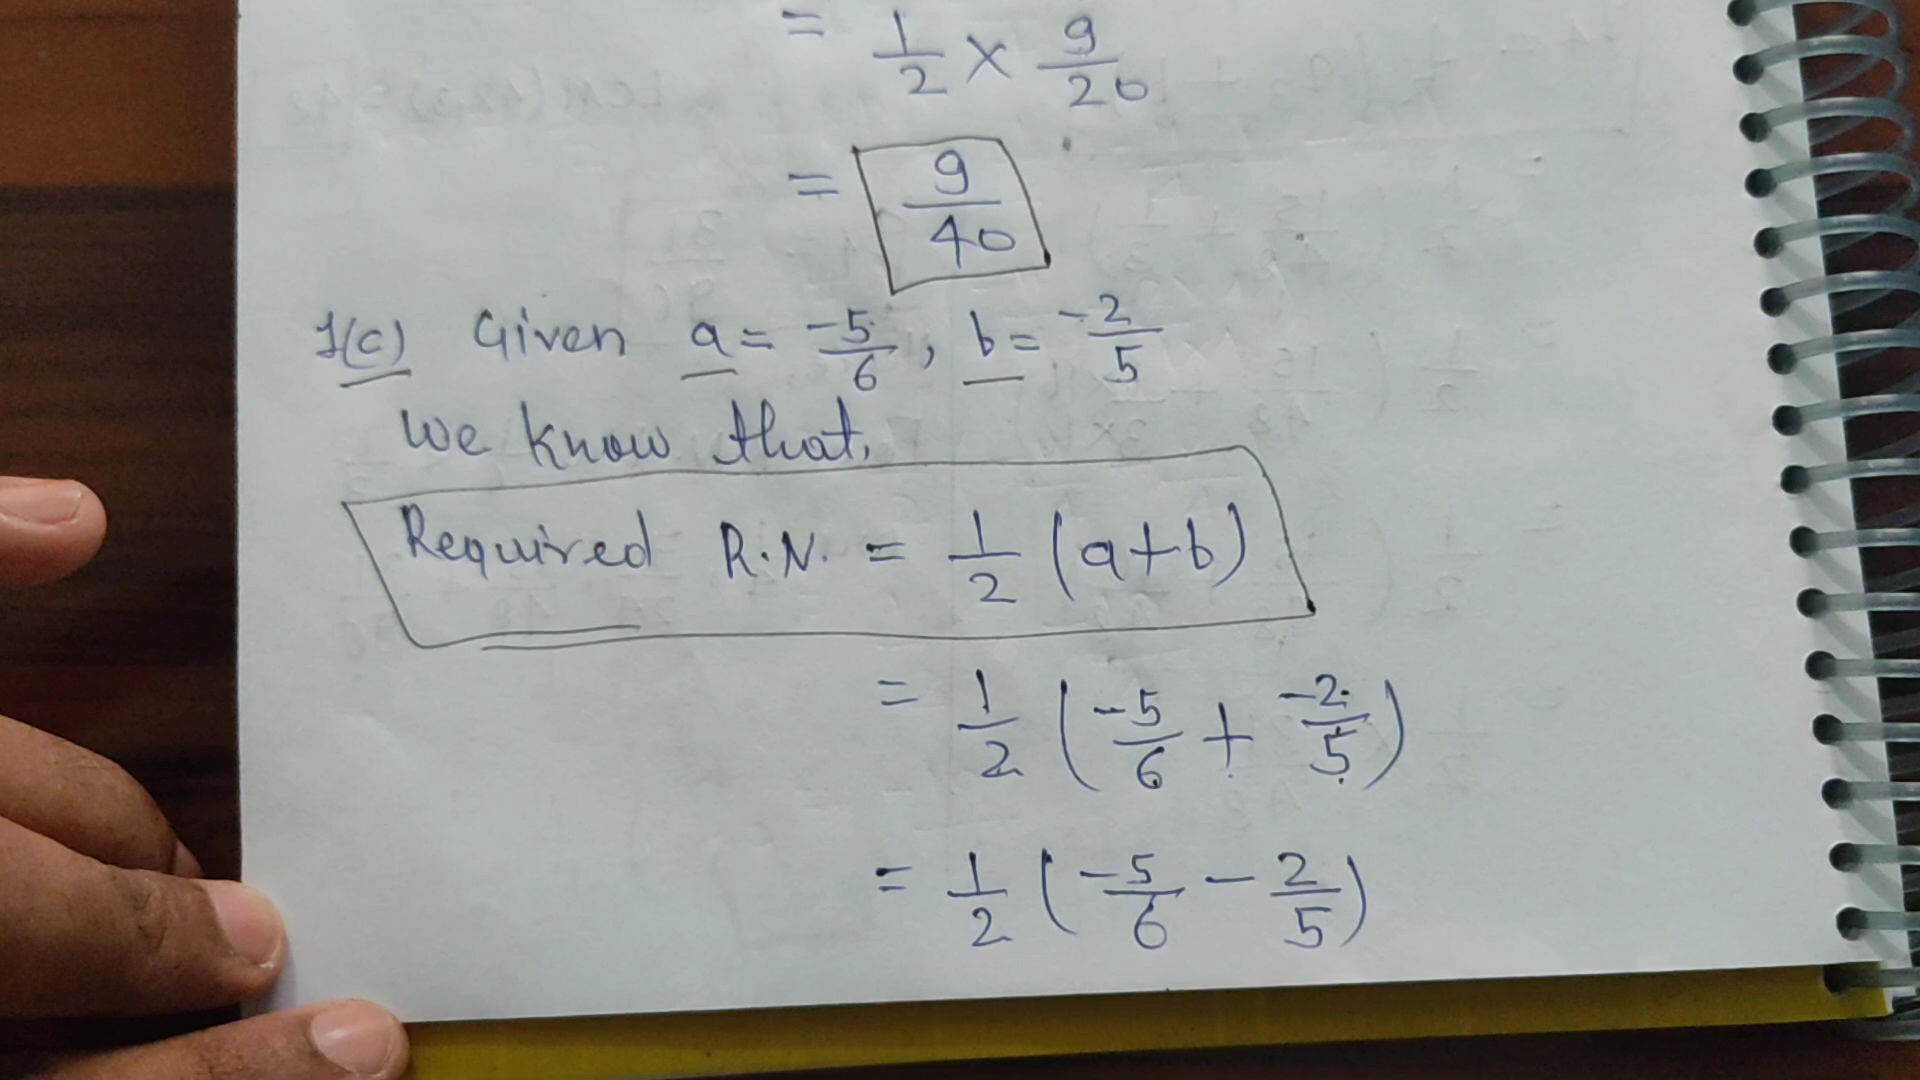 = 1/2 × 9/20
= 9/40
1(c) Given a = -5/6, b = -2/5
We know that,
Required R.N. = 1/2 (a+b)
= 1/2 (-5/6 + -2/5)
= 1/2 (-5/6 - 2/5)